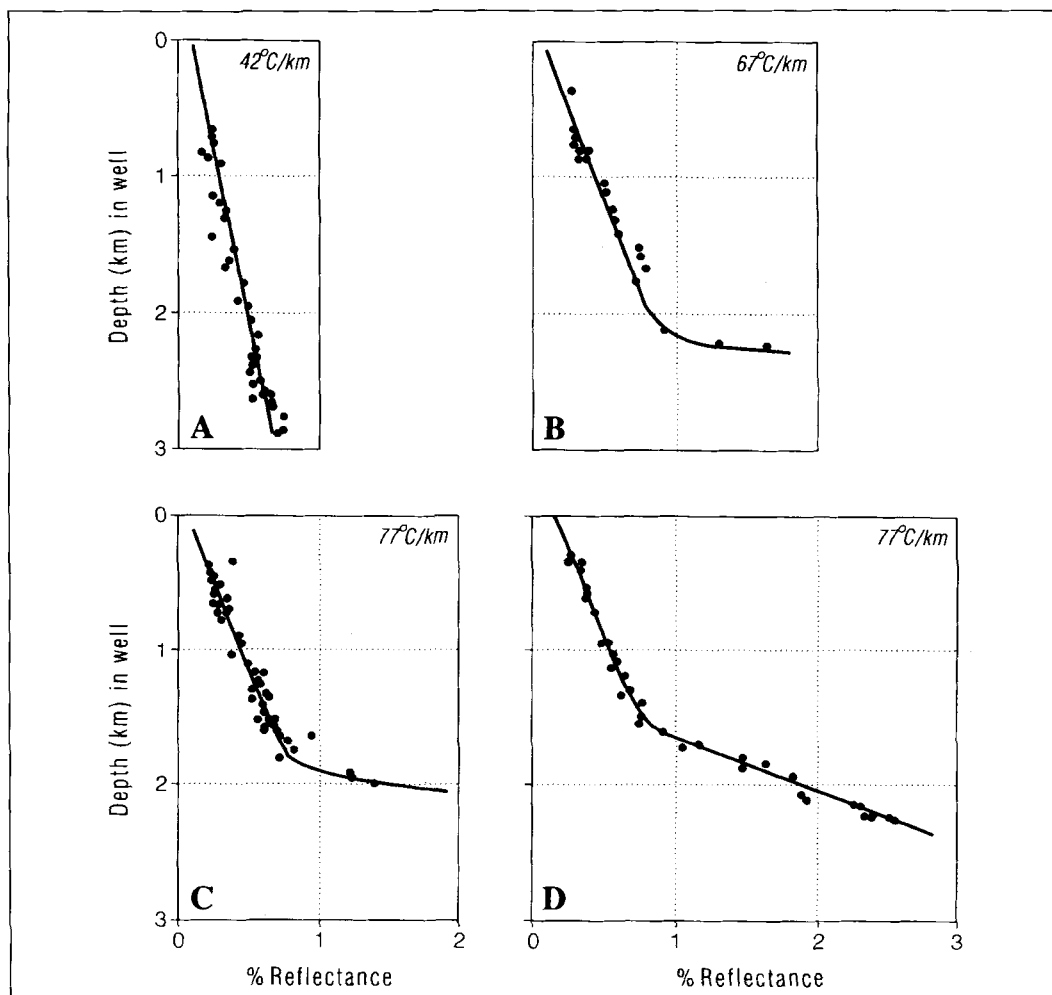 0
1
2
3
Depth (km) in well
42°C/km
A
67°C/km
B
0
1
2
3
Depth (km) in well
77°C/km
C
0
1
2
% Reflectance
77°C/km
D
0
1
2
3
% Reflectance